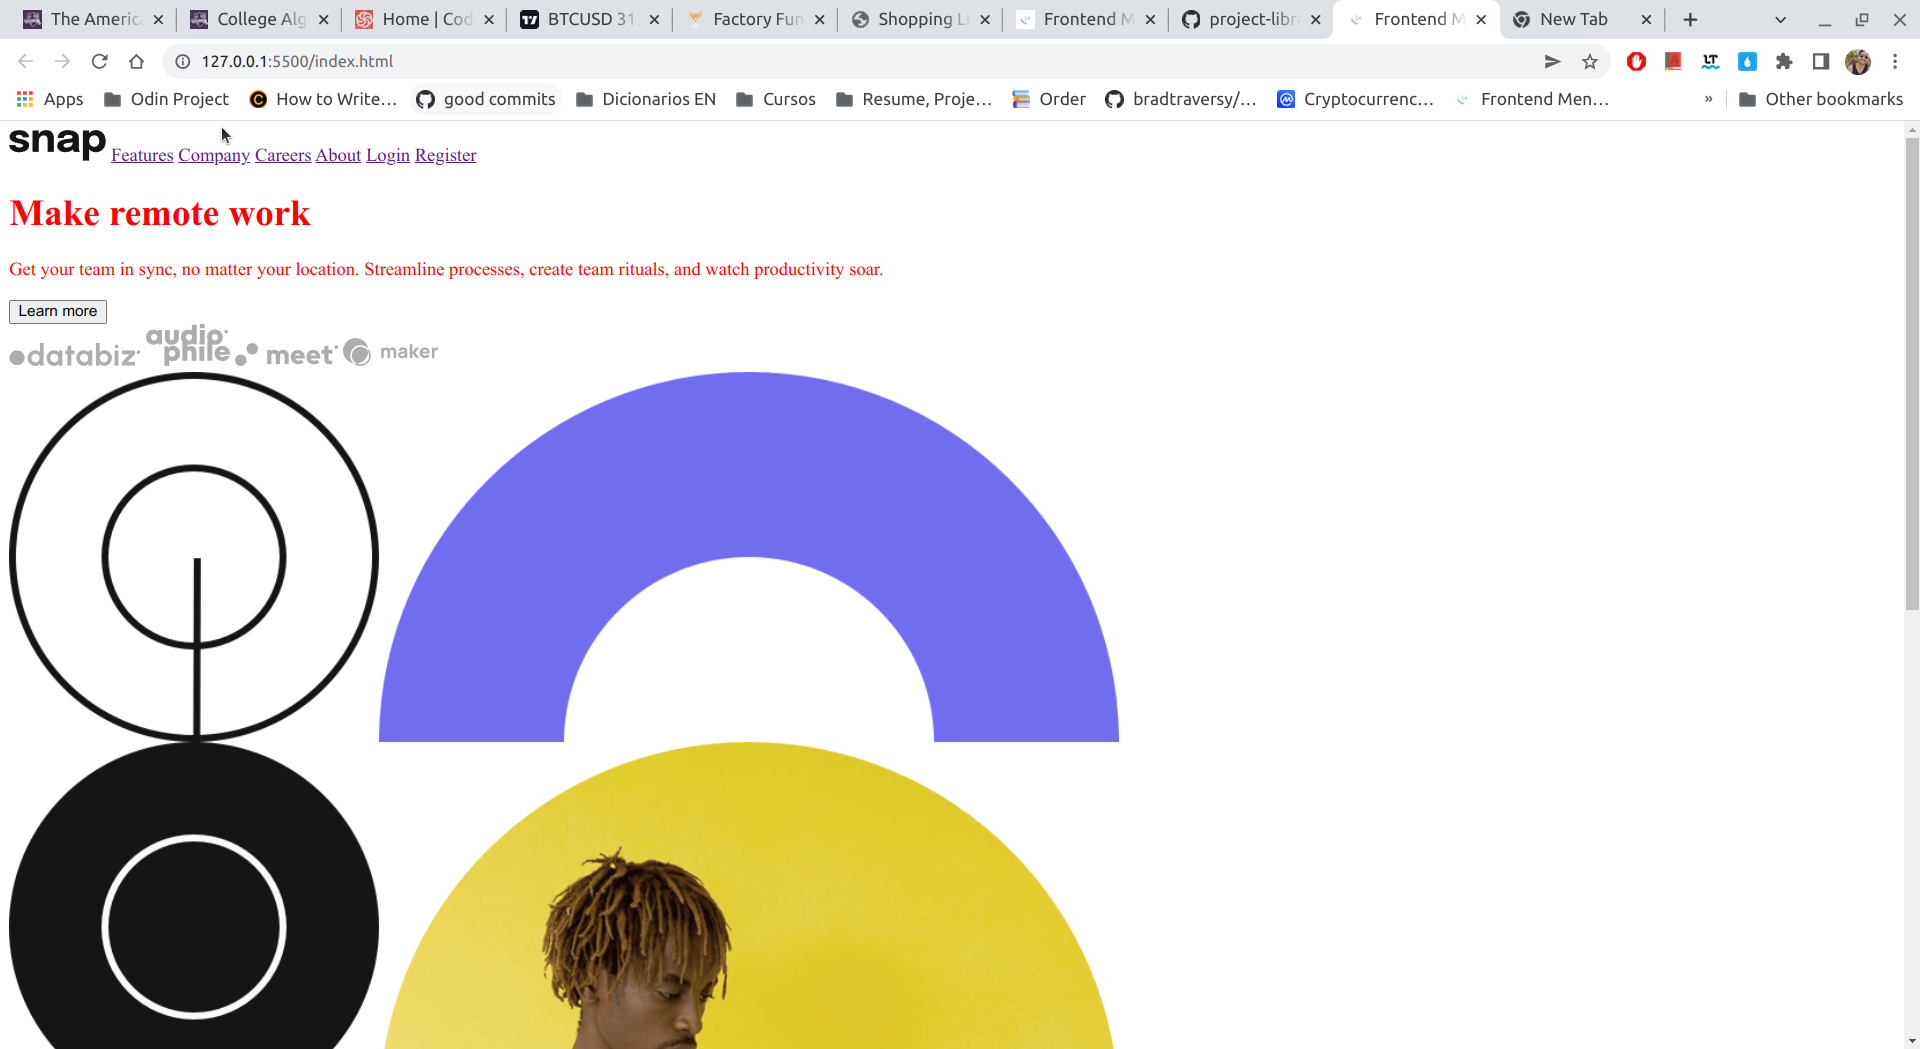 The America
College Alg
Home | Cod
BTCUSD 31
Factory Fun
Shopping Li
Frontend M
project-libra
Frontend M
New Tab
127.0.0.1:5500/index.html
LT
Apps
Odin Project
How to Write…
good commits
Dicionarios EN
Cursos
Resume, Proje…
Order
bradtraversy/…
Cryptocurrenc…
Frontend Men…
»
Other bookmarks
snap Features Company Careers About Login Register
Make remote work
Get your team in sync, no matter your location. Streamline processes, create team rituals, and watch productivity soar.
Learn more
databiz audiophile meet maker